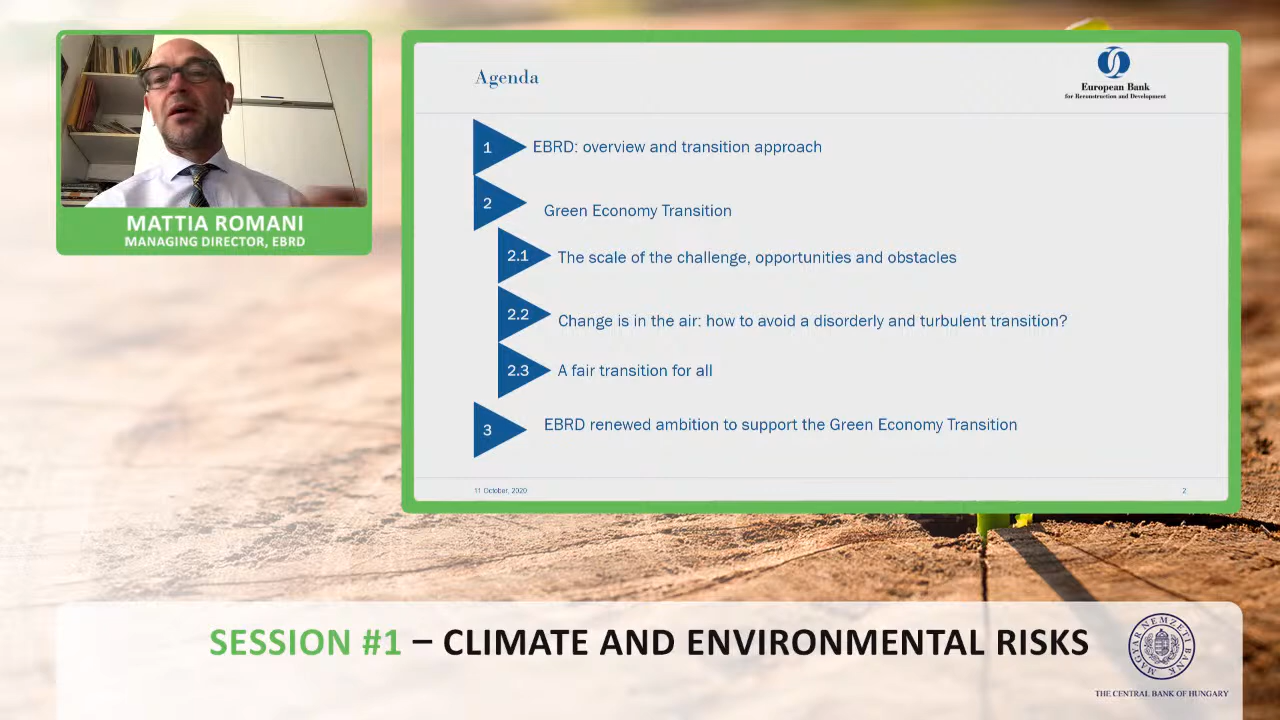 MATTIA ROMANI
MANAGING DIRECTOR, EBRD
Agenda
European Bank
for Reconstruction and Development
1 EBRD: overview and transition approach
2 Green Economy Transition
2.1 The scale of the challenge, opportunities and obstacles
2.2 Change is in the air: how to avoid a disorderly and turbulent transition?
2.3 A fair transition for all
3 EBRD renewed ambition to support the Green Economy Transition
11 October, 2020
2
SESSION #1 – CLIMATE AND ENVIRONMENTAL RISKS
MAGYAR NEMZETI BANK
THE CENTRAL BANK OF HUNGARY